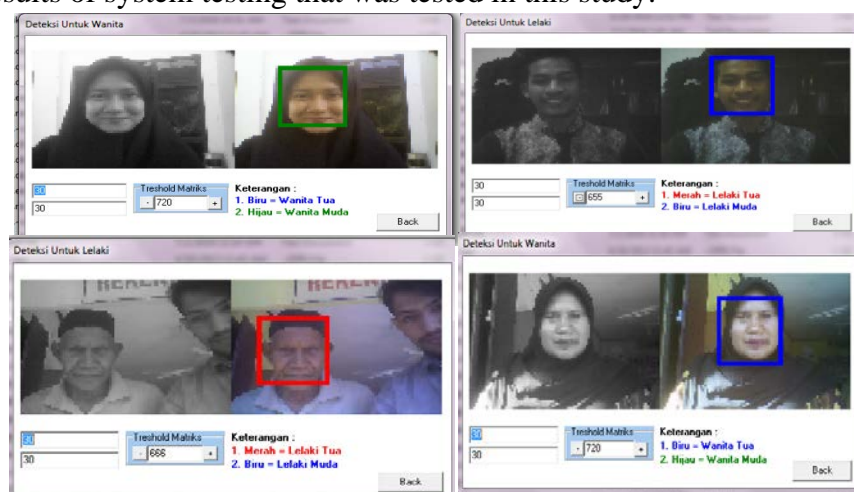 sults of system testing that was tested in this study.
Deteksi Untuk Wanita
30
30
Treshold Matriks
- 720 +
Keterangan :
1. Biru = Wanita Tua
2. Hijau = Wanita Muda
Back
Deteksi Untuk Lelaki
30
30
Treshold Matriks
- 655 +
Keterangan :
1. Merah = Lelaki Tua
2. Biru = Lelaki Muda
Back
Deteksi Untuk Lelaki
30
30
Treshold Matriks
- 666 +
Keterangan :
1. Merah = Lelaki Tua
2. Biru = Lelaki Muda
Back
Deteksi Untuk Wanita
30
30
Treshold Matriks
- 720 +
Keterangan :
1. Biru = Wanita Tua
2. Hijau = Wanita Muda
Back